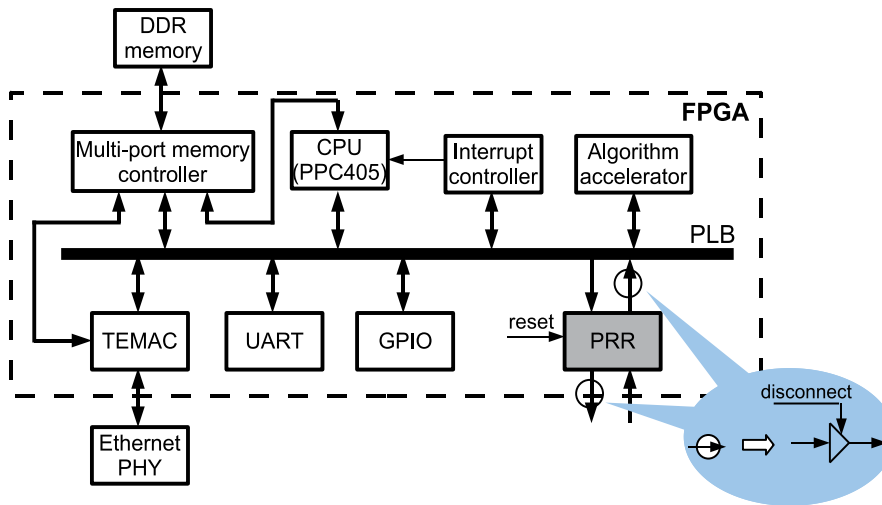 DDR
memory
FPGA
Multi-port memory
controller
CPU
(PPC405)
Interrupt
controller
Algorithm
accelerator
PLB
TEMAC
UART
GPIO
reset
PRR
disconnect
Ethernet
PHY